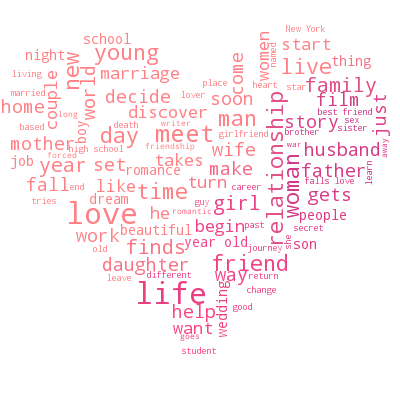 New York
school
women
start
night
young
come
thing
living
new
world
marriage
place
named
live
couple
married
lover
heart
star
family
home
decide
soon
film
just
based
long
boy
discover
writer
man
relationship
best friend
story
sex
mother
high school
death
day
meet
girlfriend
brother
sister
job
forced
friendship
wife
woman
war
husband
away
year
set
takes
make
father
fall
end
like
romance
turn
career
falls love
learn
tries
dream
time
guy
girl
gets
love
he
romantic
people
work
beautiful
begin
past
secret
old
finds
year old
journey
she
son
daughter
different
friend
way
return
leave
life
wedding
change
help
good
want
goes
student